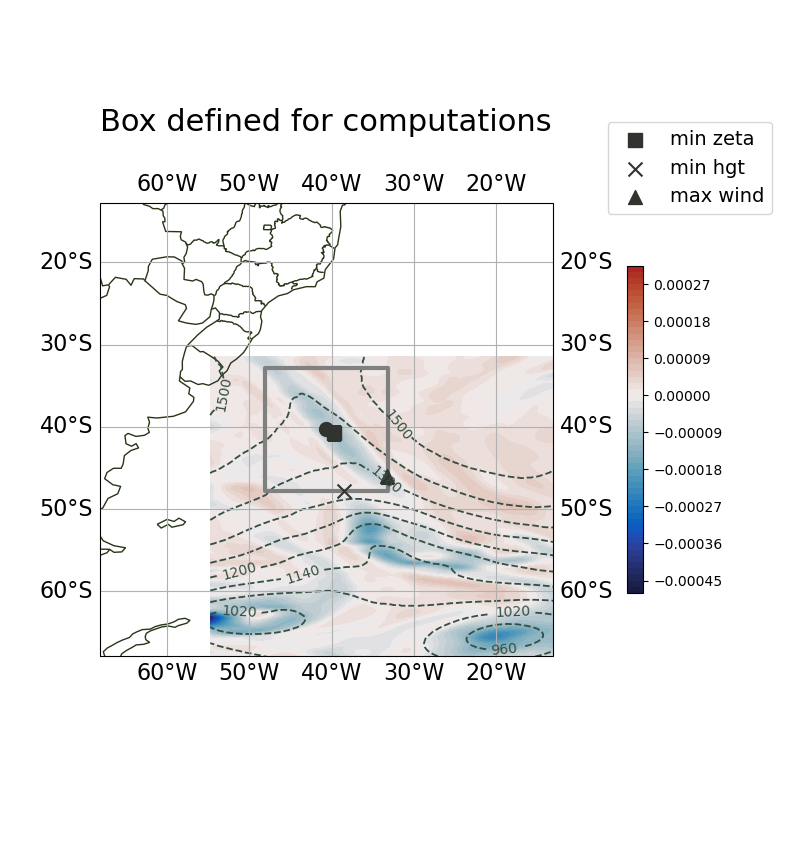 Box defined for computations
min zeta
min hgt
max wind
60°W 50°W 40°W 30°W 20°W
20°S 20°S
30°S 30°S
40°S 40°S
50°S 50°S
60°S 60°S
1500
1500
1200
1140
1020
1020
960
60°W 50°W 40°W 30°W 20°W
0.00027
0.00018
0.00009
0.00000
−0.00009
−0.00018
−0.00027
−0.00036
−0.00045